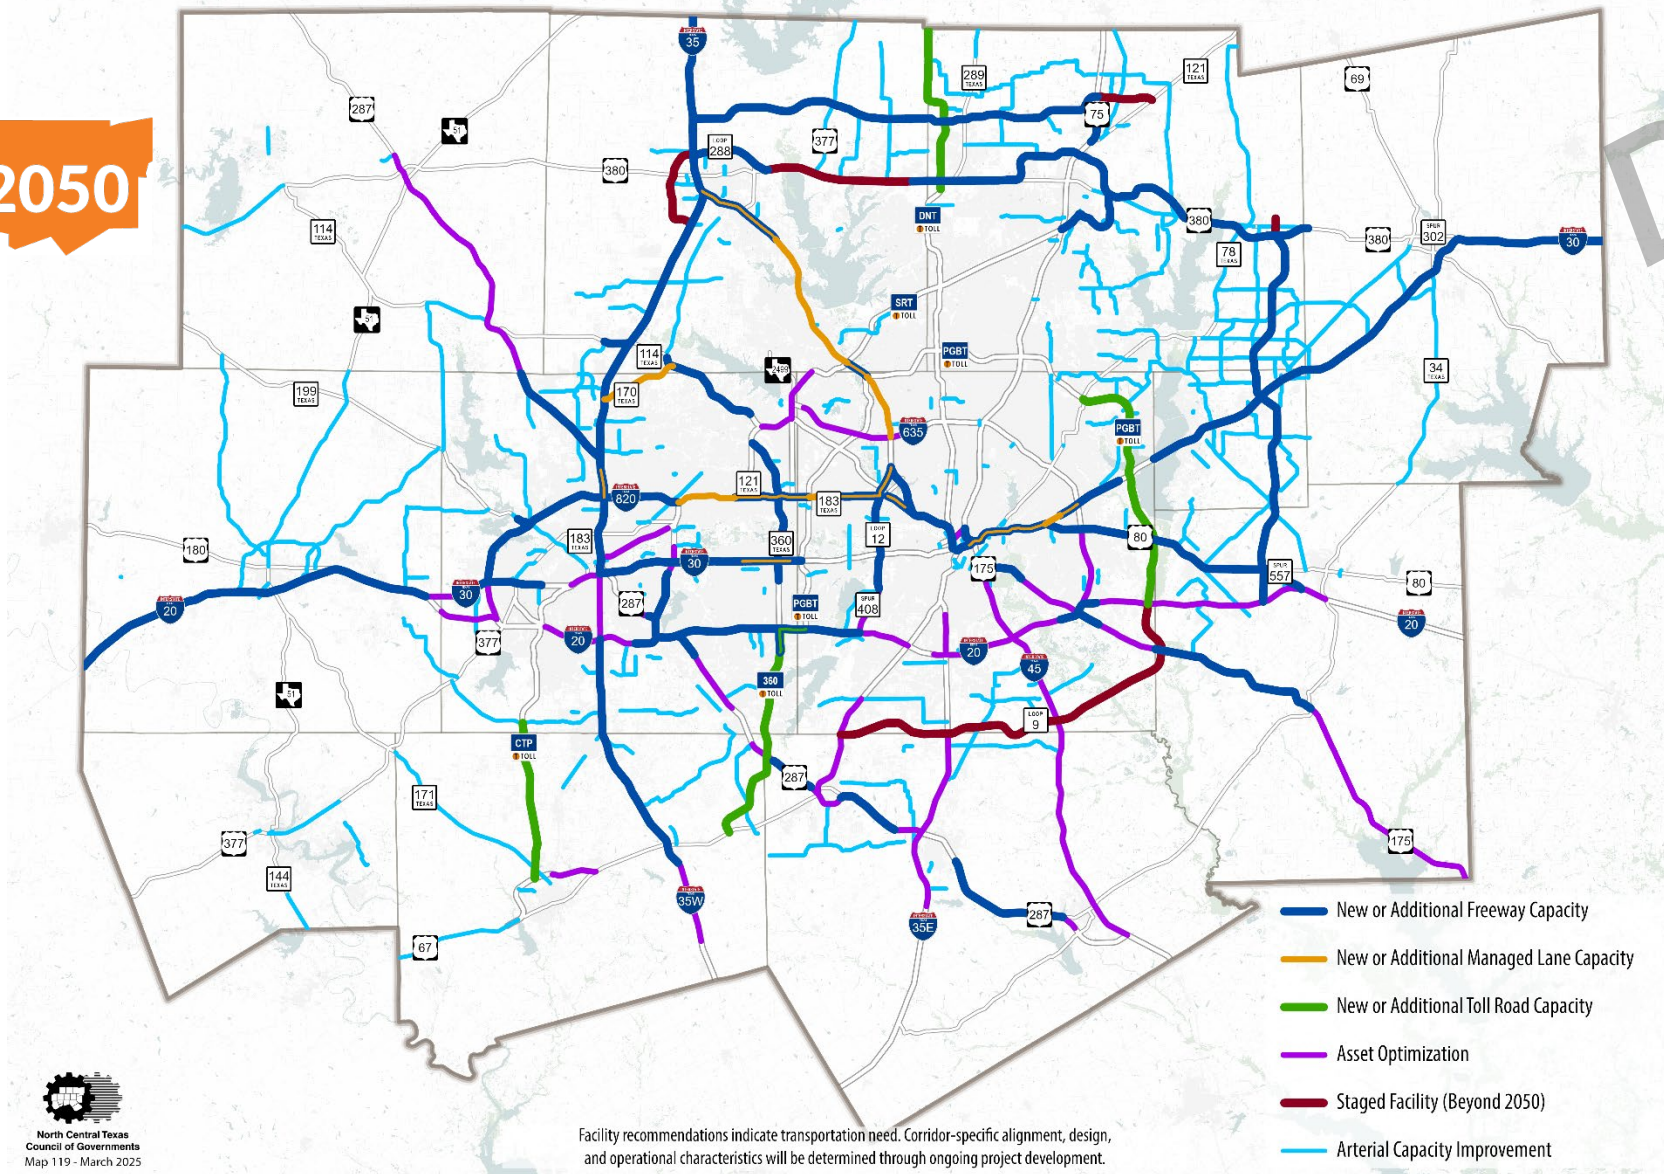 2050
INTERSTATE
35
289
TEXAS
121
TEXAS
69
287
51
75
377
LOOP
288
380
380
114
TEXAS
DNT
TOLL
78
TEXAS
380
SPUR
302
30
51
SRT
TOLL
114
TEXAS
2499
PGBT
TOLL
34
TEXAS
199
TEXAS
170
TEXAS
635
PGBT
TOLL
820
121
TEXAS
183
TEXAS
180
183
TEXAS
360
TEXAS
LOOP
12
80
30
175
SPUR
557
80
20
30
287
PGBT
TOLL
SPUR
408
20
377
20
20
45
51
360
TOLL
LOOP
9
CTP
TOLL
287
171
TEXAS
377
144
TEXAS
175
35W
35E
287
67
New or Additional Freeway Capacity
New or Additional Managed Lane Capacity
New or Additional Toll Road Capacity
Asset Optimization
Staged Facility (Beyond 2050)
Arterial Capacity Improvement
North Central Texas
Council of Governments
Map 119 - March 2025
Facility recommendations indicate transportation need. Corridor-specific alignment, design,
and operational characteristics will be determined through ongoing project development.